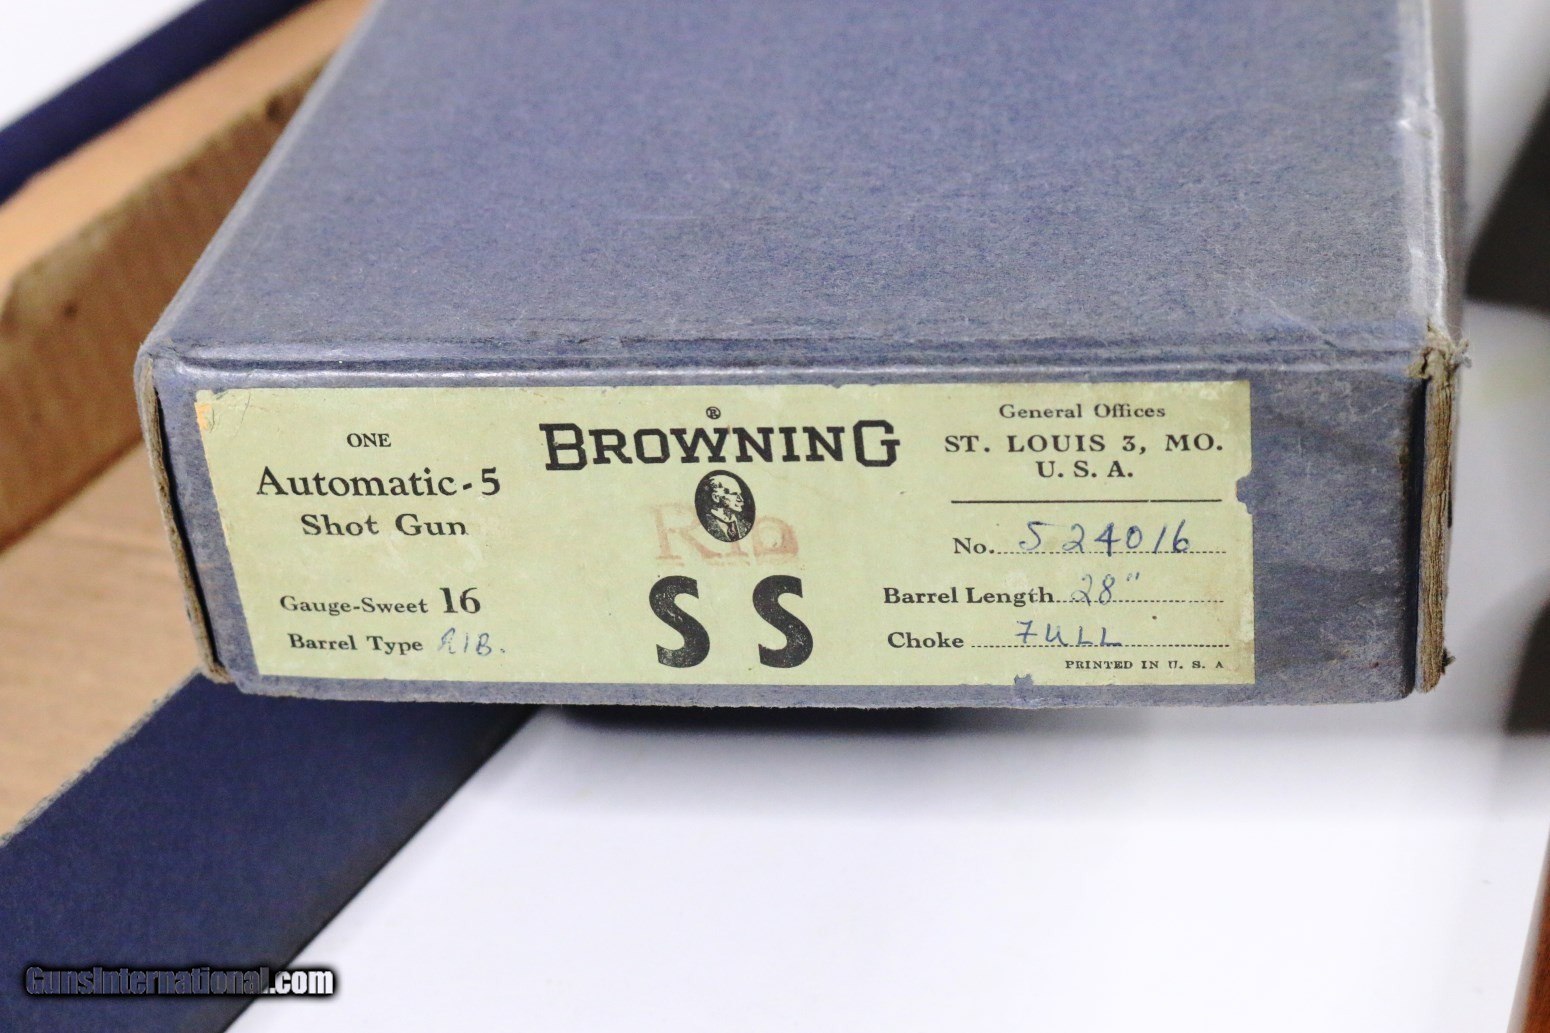 ONE
Automatic-5
Shot Gun
Gauge-Sweet 16
Barrel Type RIB.
®
BROWNING
Rib
SS
General Offices
ST. LOUIS 3, MO.
U. S. A.
No. S24016
Barrel Length 28"
Choke FULL
PRINTED IN U. S. A
GunsInternational.com